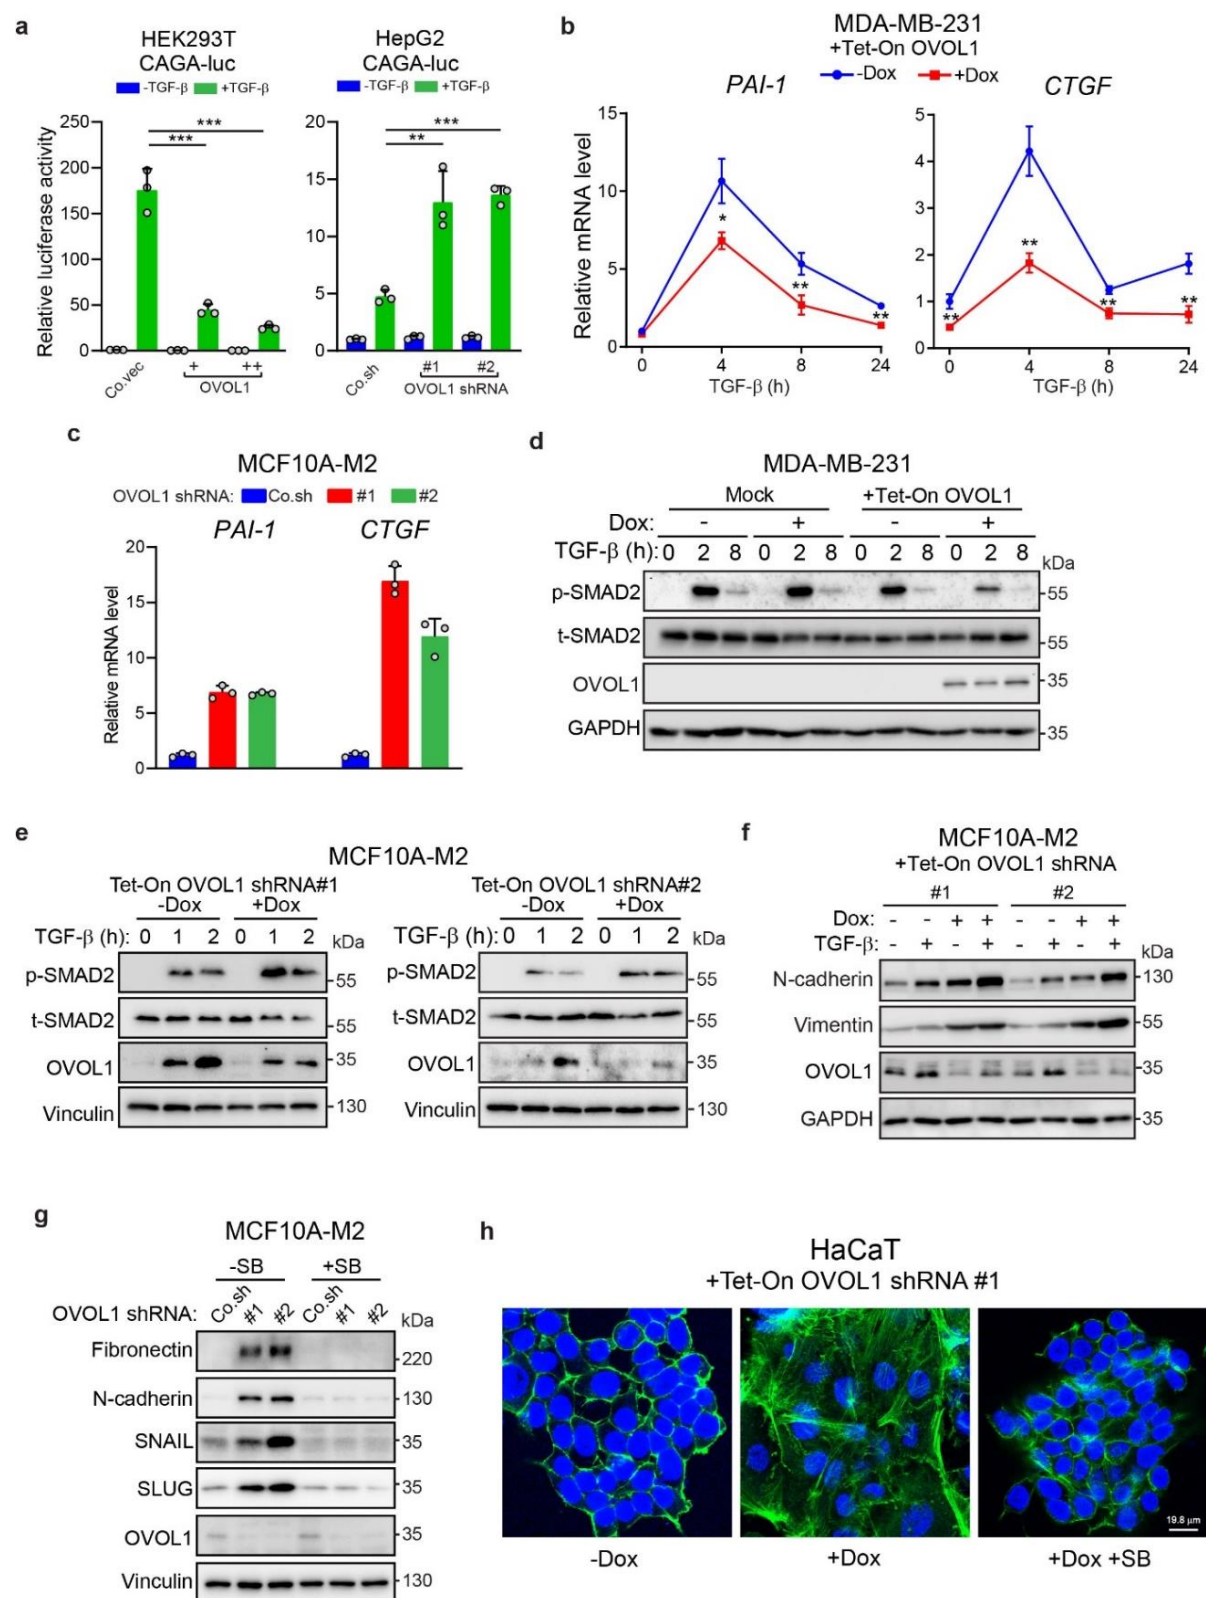 a
HEK293T
CAGA-luc
-TGF-β +TGF-β
Relative luciferase activity
250
200
150
100
50
0
***
***
Co.vec
+ ++
OVOL1
HepG2
CAGA-luc
-TGF-β +TGF-β
20
15
10
5
0
***
**
Co.sh
#1 #2
OVOL1 shRNA
b
MDA-MB-231
+Tet-On OVOL1
-Dox +Dox
PAI-1
Relative mRNA level
15
10
5
0
*
**
**
0 4 8 24
TGF-β (h)
CTGF
5
4
3
2
1
0
**
**
**
**
0 4 8 24
TGF-β (h)
c
MCF10A-M2
OVOL1 shRNA: Co.sh #1 #2
PAI-1 CTGF
Relative mRNA level
20
15
10
5
0
d
MDA-MB-231
Mock +Tet-On OVOL1
Dox: - + - +
TGF-β (h): 0 2 8 0 2 8 0 2 8 0 2 8
kDa
p-SMAD2 -55
t-SMAD2 -55
OVOL1 -35
GAPDH -35
e
MCF10A-M2
Tet-On OVOL1 shRNA#1
-Dox +Dox
TGF-β (h) 0 1 2 0 1 2 kDa
p-SMAD2 -55
t-SMAD2 -55
OVOL1 -35
Vinculin -130
Tet-On OVOL1 shRNA#2
-Dox +Dox
TGF-β (h) 0 1 2 0 1 2 kDa
p-SMAD2 -55
t-SMAD2 -55
OVOL1 -35
Vinculin -130
f
MCF10A-M2
+Tet-On OVOL1 shRNA
#1 #2
Dox: - - + + - - + +
TGF-β: - + - + - + - + kDa
N-cadherin -130
Vimentin -55
OVOL1 -35
GAPDH -35
g
MCF10A-M2
-SB +SB
OVOL1 shRNA: Co.sh #1 #2 Co.sh #1 #2 kDa
Fibronectin -220
N-cadherin -130
SNAIL -35
SLUG -35
OVOL1 -35
Vinculin -130
h
HaCaT
+Tet-On OVOL1 shRNA #1
19.8 μm
-Dox +Dox +Dox +SB